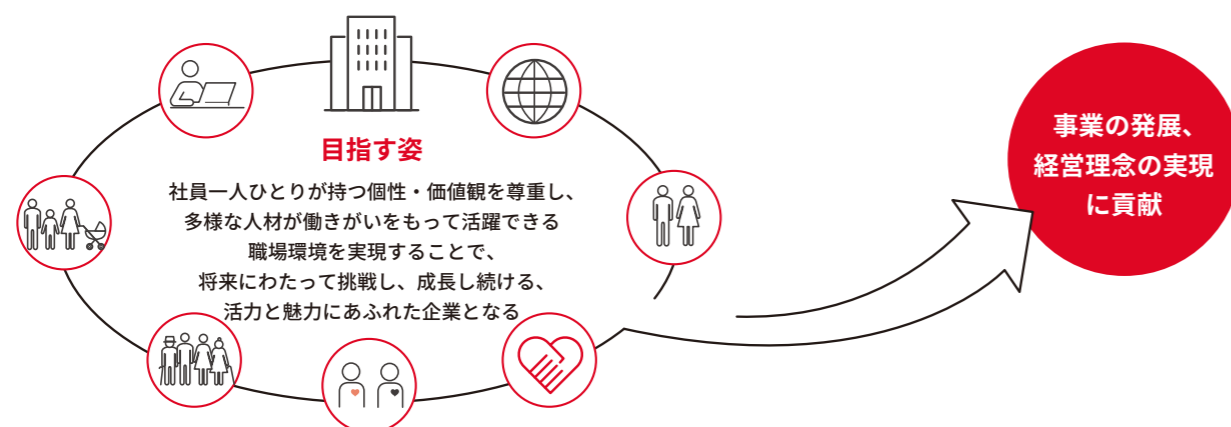 目指す姿
社員一人ひとりが持つ個性・価値観を尊重し、
多様な人材が働きがいをもって活躍できる
職場環境を実現することで、
将来にわたって挑戦し、成長し続ける、
活力と魅力にあふれた企業となる
事業の発展、
経営理念の実現
に貢献